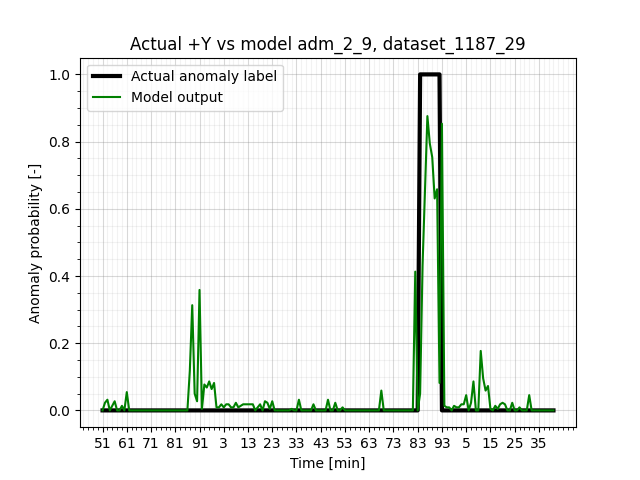 Actual +Y vs model adm_2_9, dataset_1187_29
Actual anomaly label
Model output
Anomaly probability [-]
1.0
0.8
0.6
0.4
0.2
0.0
51 61 71 81 91 3 13 23 33 43 53 63 73 83 93 5 15 25 35
Time [min]